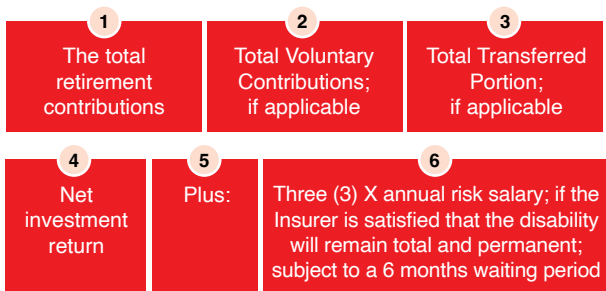 1
The total
retirement
contributions
2
Total Voluntary
Contributions;
if applicable
3
Total Transferred
Portion;
if applicable
4
Net
investment
return
5
Plus:
6
Three (3) X annual risk salary; if the
Insurer is satisfied that the disability
will remain total and permanent;
subject to a 6 months waiting period